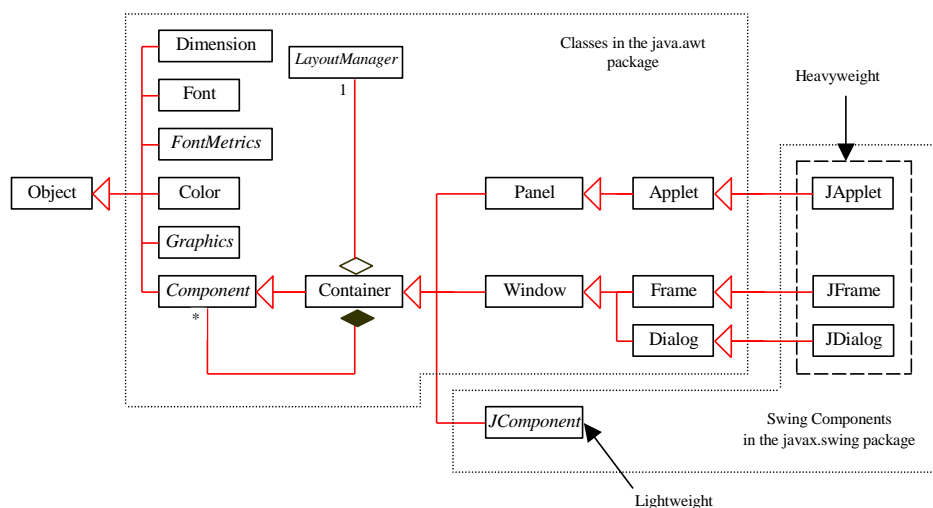 Dimension
LayoutManager
Classes in the java.awt
package
Heavyweight
1
Font
FontMetrics
Object
Color
Panel
Applet
JApplet
Graphics
Component
Container
Window
Frame
JFrame
*
Dialog
JDialog
JComponent
Swing Components
in the javax.swing package
Lightweight